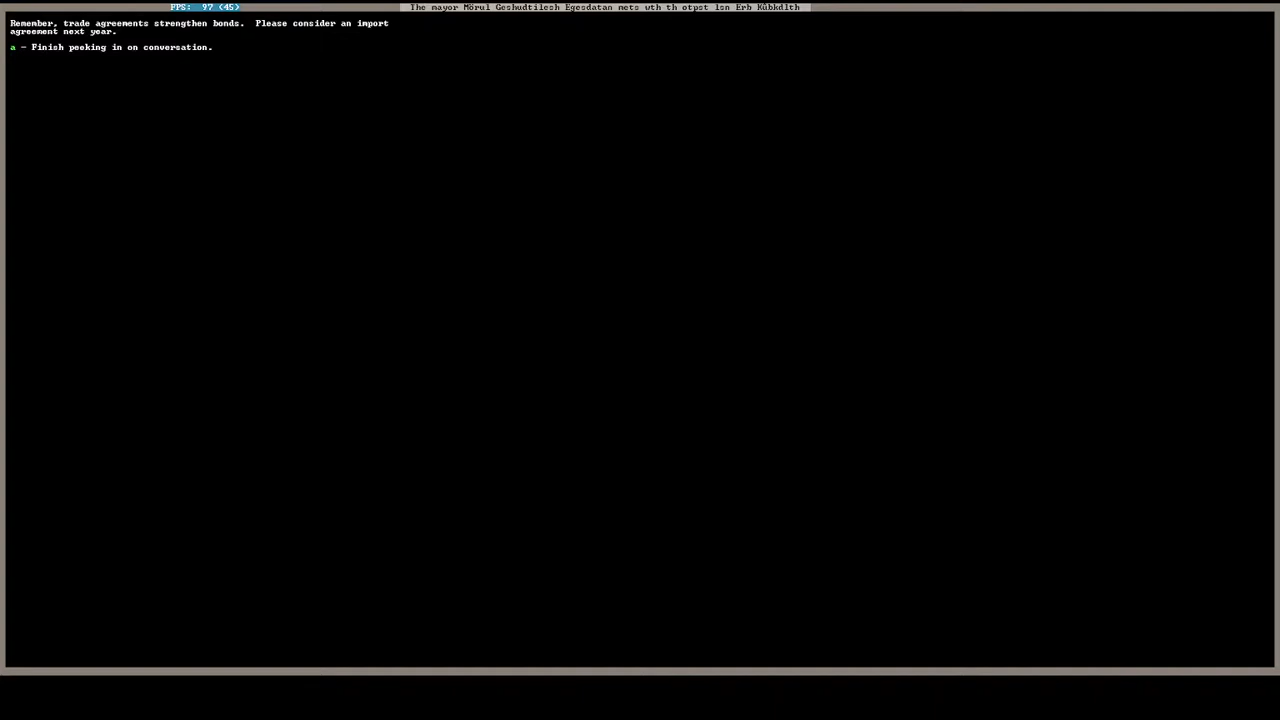 FPS: 97 (45)
The mayor Mörul Geshudtilesh Egesdatan mets wth th otpst lsn Erb Kûbkdlth
Remember, trade agreements strengthen bonds. Please consider an import
agreement next year.
a - Finish peeking in on conversation.